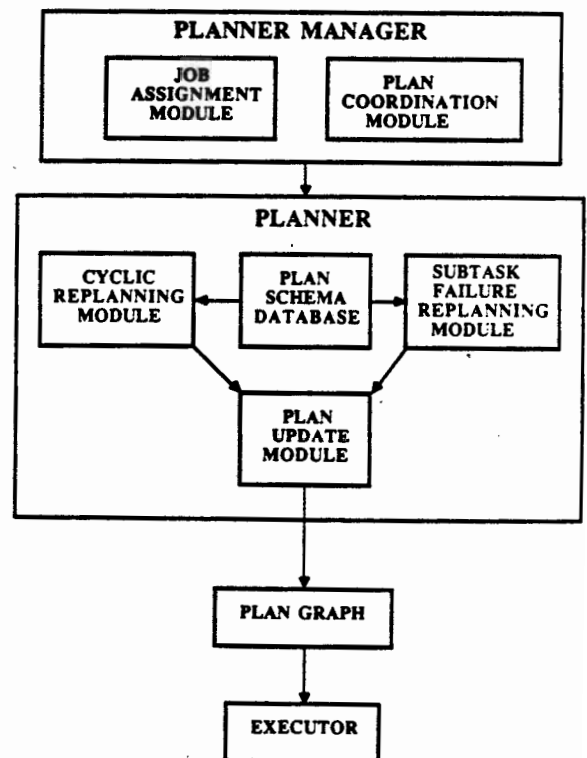 PLANNER MANAGER
JOB
ASSIGNMENT
MODULE
PLAN
COORDINATION
MODULE
PLANNER
CYCLIC
REPLANNING
MODULE
PLAN
SCHEMA
DATABASE
SUBTASK
FAILURE
REPLANNING
MODULE
PLAN
UPDATE
MODULE
PLAN GRAPH
EXECUTOR